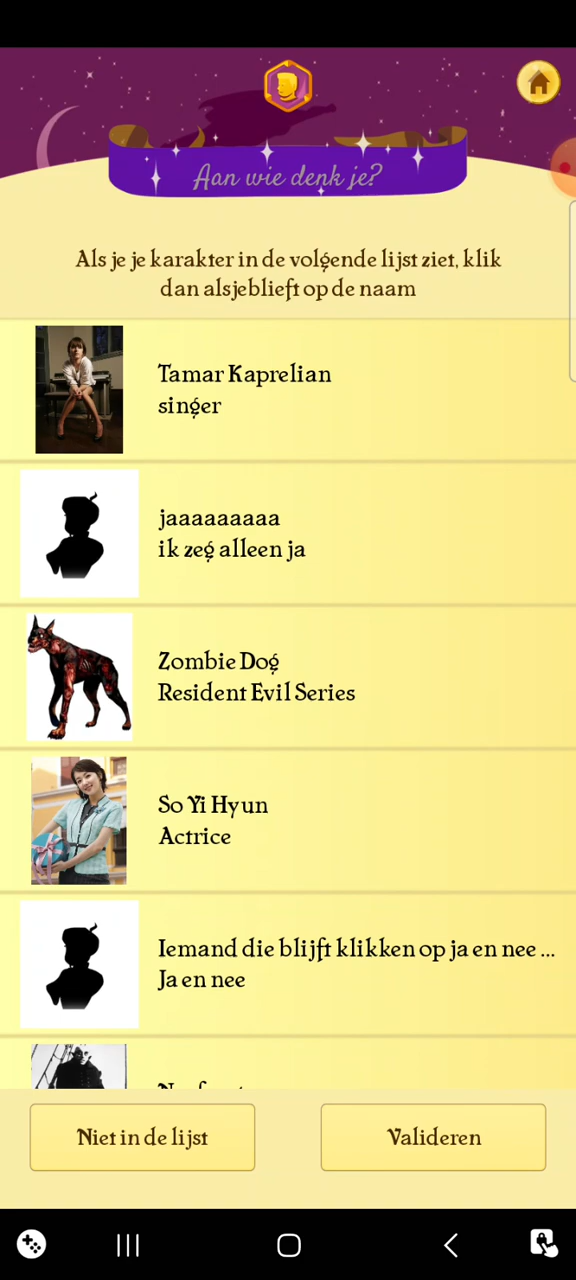 Aan wie denk je?
Als je je karakter in de volgende lijst ziet, klik
dan alsjeblieft op de naam
Tamar Kaprelian
singer
jaaaaaaaaa
ik zeg alleen ja
Zombie Dog
Resident Evil Series
So Yi Hyun
Actrice
Iemand die blijft klikken op ja en nee ...
Ja en nee
Niet in de lijst
Valideren